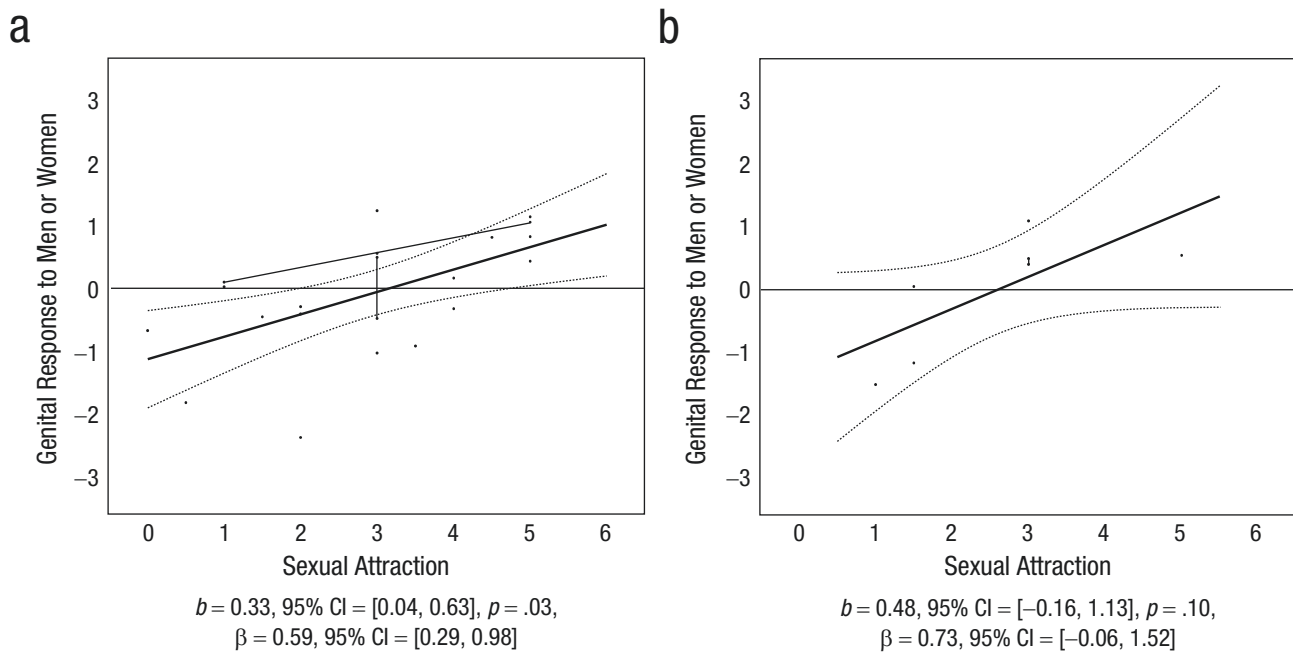 a
Genital Response to Men or Women
3
2
1
0
−1
−2
−3
0 1 2 3 4 5 6
Sexual Attraction
b = 0.33, 95% CI = [0.04, 0.63], p = .03,
β = 0.59, 95% CI = [0.29, 0.98]
b
Genital Response to Men or Women
3
2
1
0
−1
−2
−3
0 1 2 3 4 5 6
Sexual Attraction
b = 0.48, 95% CI = [−0.16, 1.13], p = .10,
β = 0.73, 95% CI = [−0.06, 1.52]